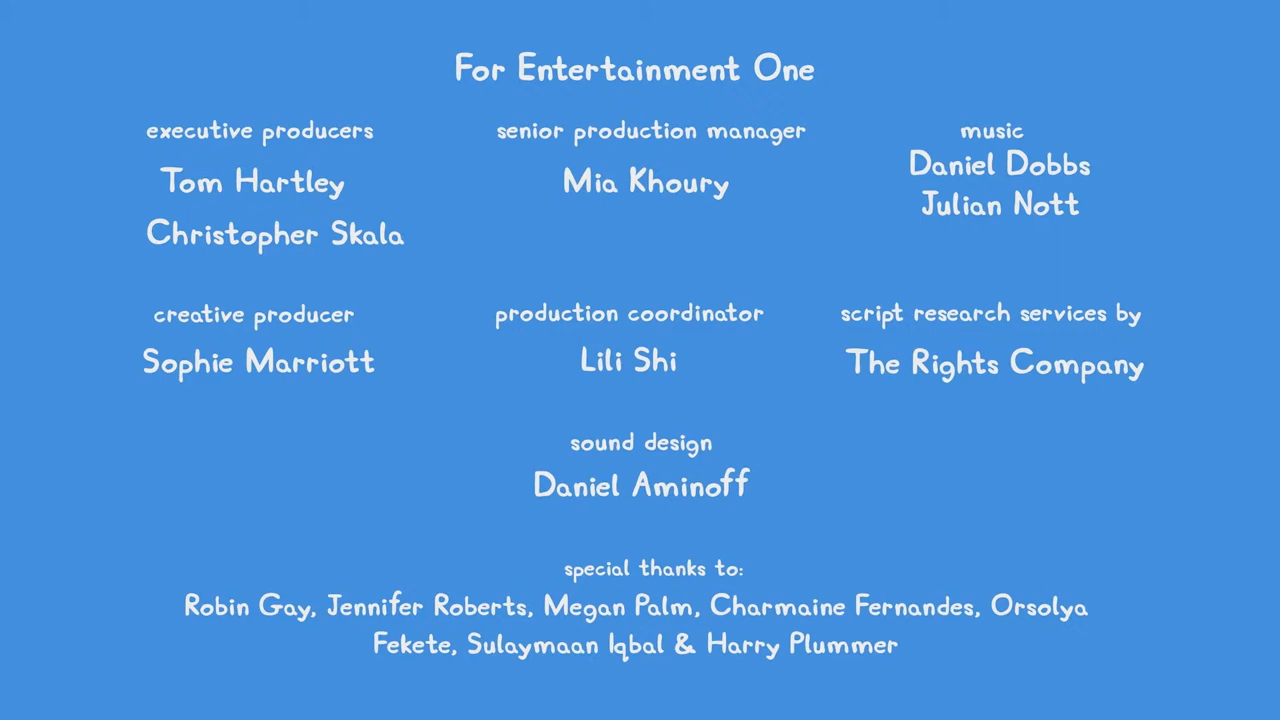 For Entertainment One
executive producers
Tom Hartley
Christopher Skala
senior production manager
Mia Khoury
music
Daniel Dobbs
Julian Nott
creative producer
Sophie Marriott
production coordinator
Lili Shi
script research services by
The Rights Company
sound design
Daniel Aminoff
special thanks to:
Robin Gay, Jennifer Roberts, Megan Palm, Charmaine Fernandes, Orsolya
Fekete, Sulaymaan Iqbal & Harry Plummer